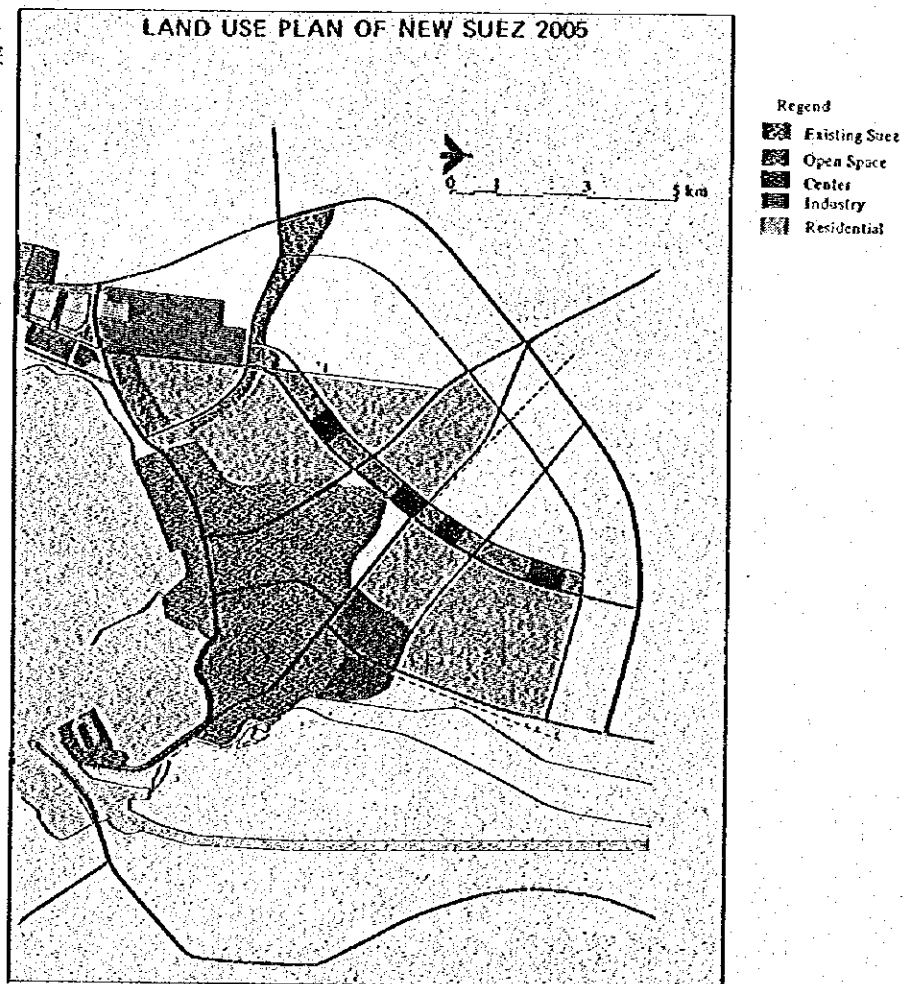 LAND USE PLAN OF NEW SUEZ 2005
0 1 3 5 km
Regend
Existing Suez
Open Space
Center
Industry
Residential